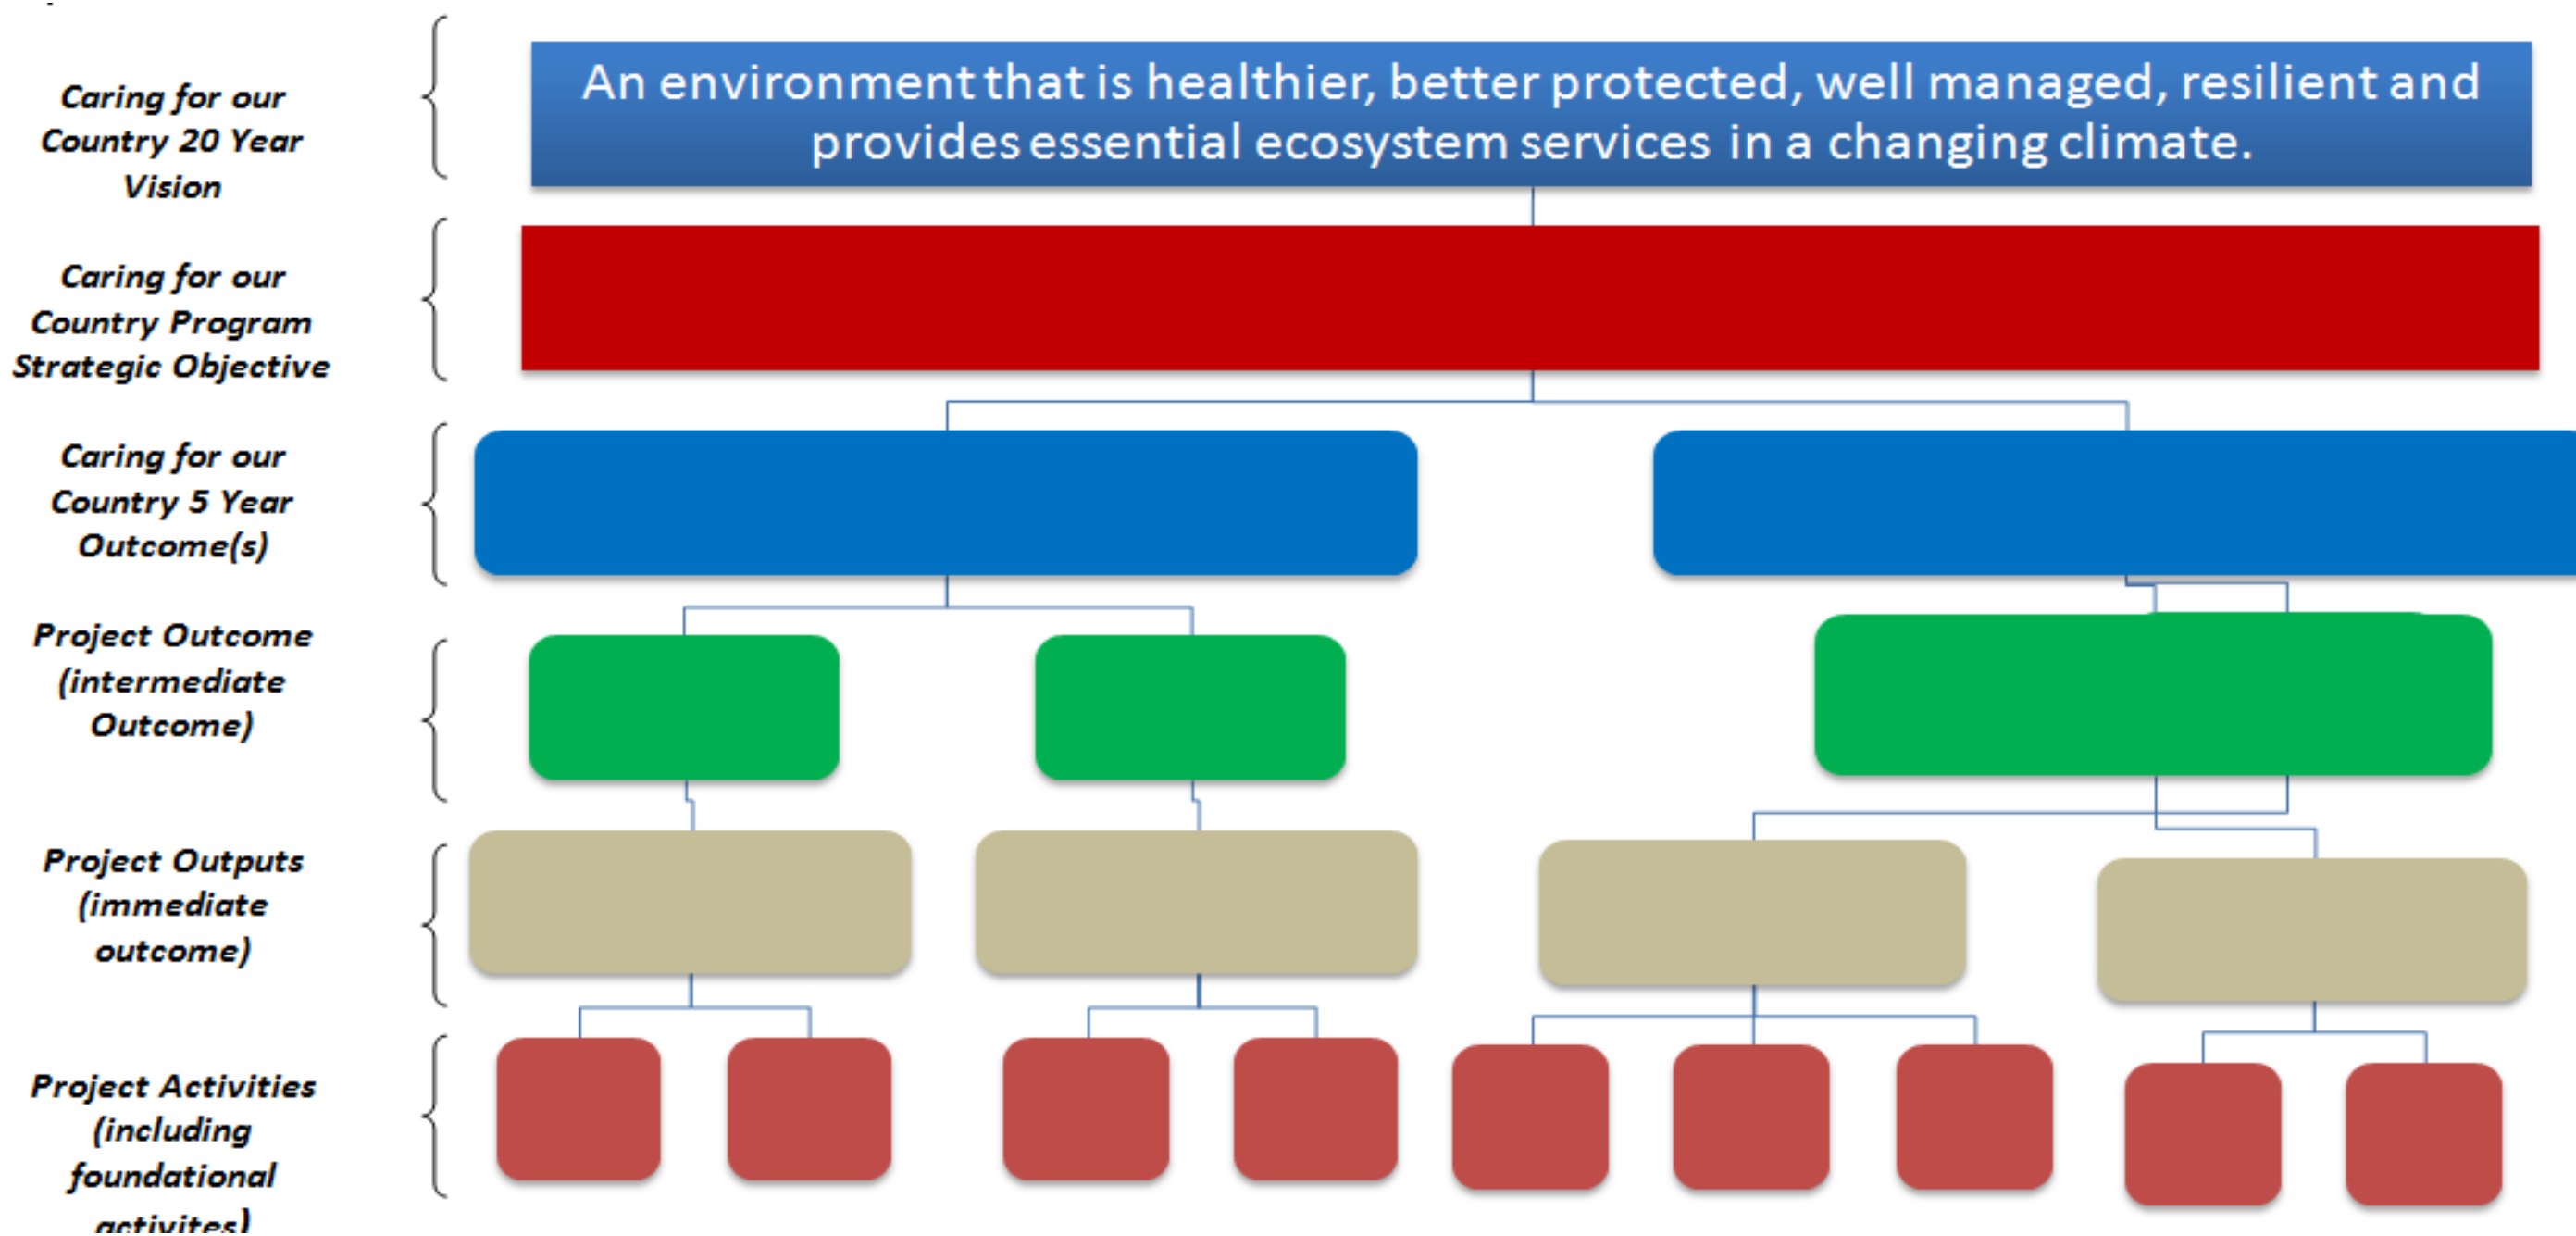 Caring for our
Country 20 Year
Vision
An environment that is healthier, better protected, well managed, resilient and
provides essential ecosystem services in a changing climate.
Caring for our
Country Program
Strategic Objective
Caring for our
Country 5 Year
Outcome(s)
Project Outcome
(intermediate
Outcome)
Project Outputs
(immediate
outcome)
Project Activities
(including
foundational
activites)